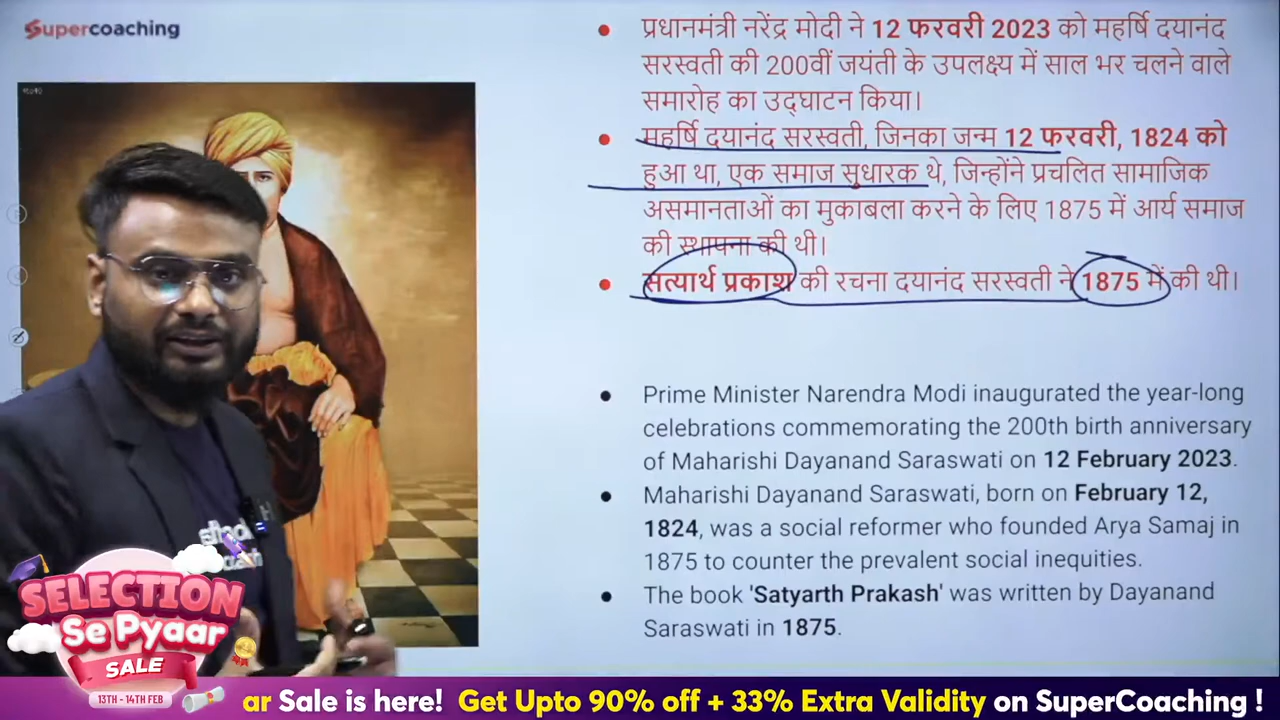 Supercoaching
प्रधानमंत्री नरेंद्र मोदी ने 12 फरवरी 2023 को महर्षि दयानंद
सरस्वती की 200वीं जयंती के उपलक्ष्य में साल भर चलने वाले
समारोह का उद्घाटन किया।
महर्षि दयानंद सरस्वती, जिनका जन्म 12 फरवरी, 1824 को
हुआ था, एक समाज सुधारक थे, जिन्होंने प्रचलित सामाजिक
असमानताओं का मुकाबला करने के लिए 1875 में आर्य समाज
की स्थापना की थी।
सत्यार्थ प्रकाश की रचना दयानंद सरस्वती ने 1875 में की थी।
Prime Minister Narendra Modi inaugurated the year-long
celebrations commemorating the 200th birth anniversary
of Maharishi Dayanand Saraswati on 12 February 2023.
Maharishi Dayanand Saraswati, born on February 12,
1824, was a social reformer who founded Arya Samaj in
1875 to counter the prevalent social inequities.
The book 'Satyarth Prakash' was written by Dayanand
Saraswati in 1875.
SELECTION
Se Pyaar
SALE
13TH - 14TH FEB
ar Sale is here! Get Upto 90% off + 33% Extra Validity on SuperCoaching !